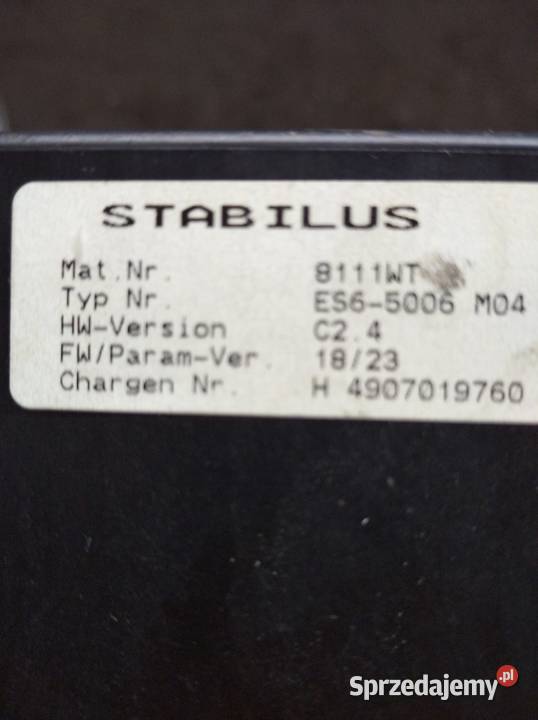 STABILUS
Mat.Nr. 8111WT
Typ Nr. ES6-5006 M04
HW-Version C2.4
FW/Param-Ver. 18/23
Chargen Nr. H 4907019760
Sprzedajemy.pl